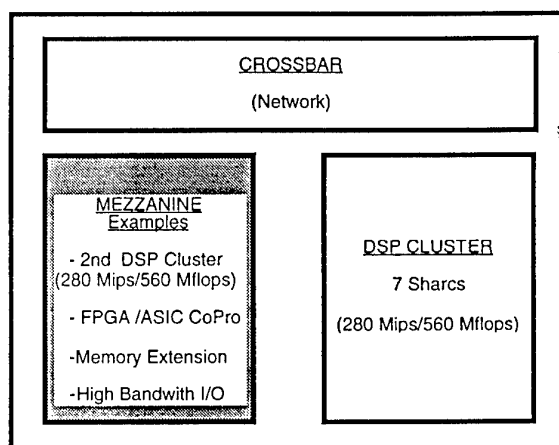 CROSSBAR
(Network)
MEZZANINE
Examples
- 2nd DSP Cluster
(280 Mips/560 Mflops)
- FPGA /ASIC CoPro
-Memory Extension
-High Bandwith I/O
DSP CLUSTER
7 Sharcs
(280 Mips/560 Mflops)